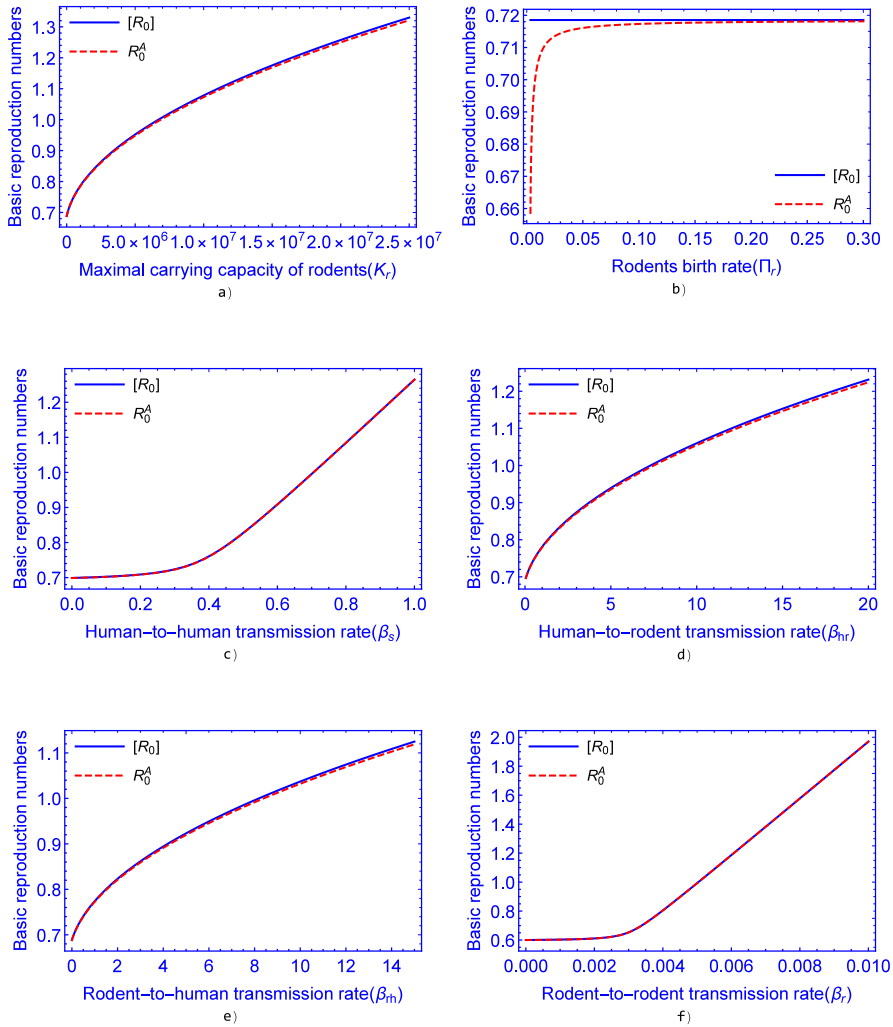 Basic reproduction numbers
1.3
1.2
1.1
1.0
0.9
0.8
0.7
[R₀]
R₀ᴬ
0 5.0×10⁶ 1.0×10⁷ 1.5×10⁷ 2.0×10⁷ 2.5×10⁷
Maximal carrying capacity of rodents(Kᵣ)
a)
Basic reproduction numbers
0.72
0.71
0.70
0.69
0.68
0.67
0.66
[R₀]
R₀ᴬ
0.00 0.05 0.10 0.15 0.20 0.25 0.30
Rodents birth rate(Πᵣ)
b)
Basic reproduction numbers
1.2
1.1
1.0
0.9
0.8
0.7
[R₀]
R₀ᴬ
0.0 0.2 0.4 0.6 0.8 1.0
Human–to–human transmission rate(βₛ)
c)
Basic reproduction numbers
1.2
1.1
1.0
0.9
0.8
0.7
[R₀]
R₀ᴬ
0 5 10 15 20
Human–to–rodent transmission rate(βₕᵣ)
d)
Basic reproduction numbers
1.1
1.0
0.9
0.8
0.7
[R₀]
R₀ᴬ
0 2 4 6 8 10 12 14
Rodent–to–human transmission rate(βᵣₕ)
e)
Basic reproduction numbers
2.0
1.8
1.6
1.4
1.2
1.0
0.8
0.6
[R₀]
R₀ᴬ
0.000 0.002 0.004 0.006 0.008 0.010
Rodent–to–rodent transmission rate(βᵣ)
f)